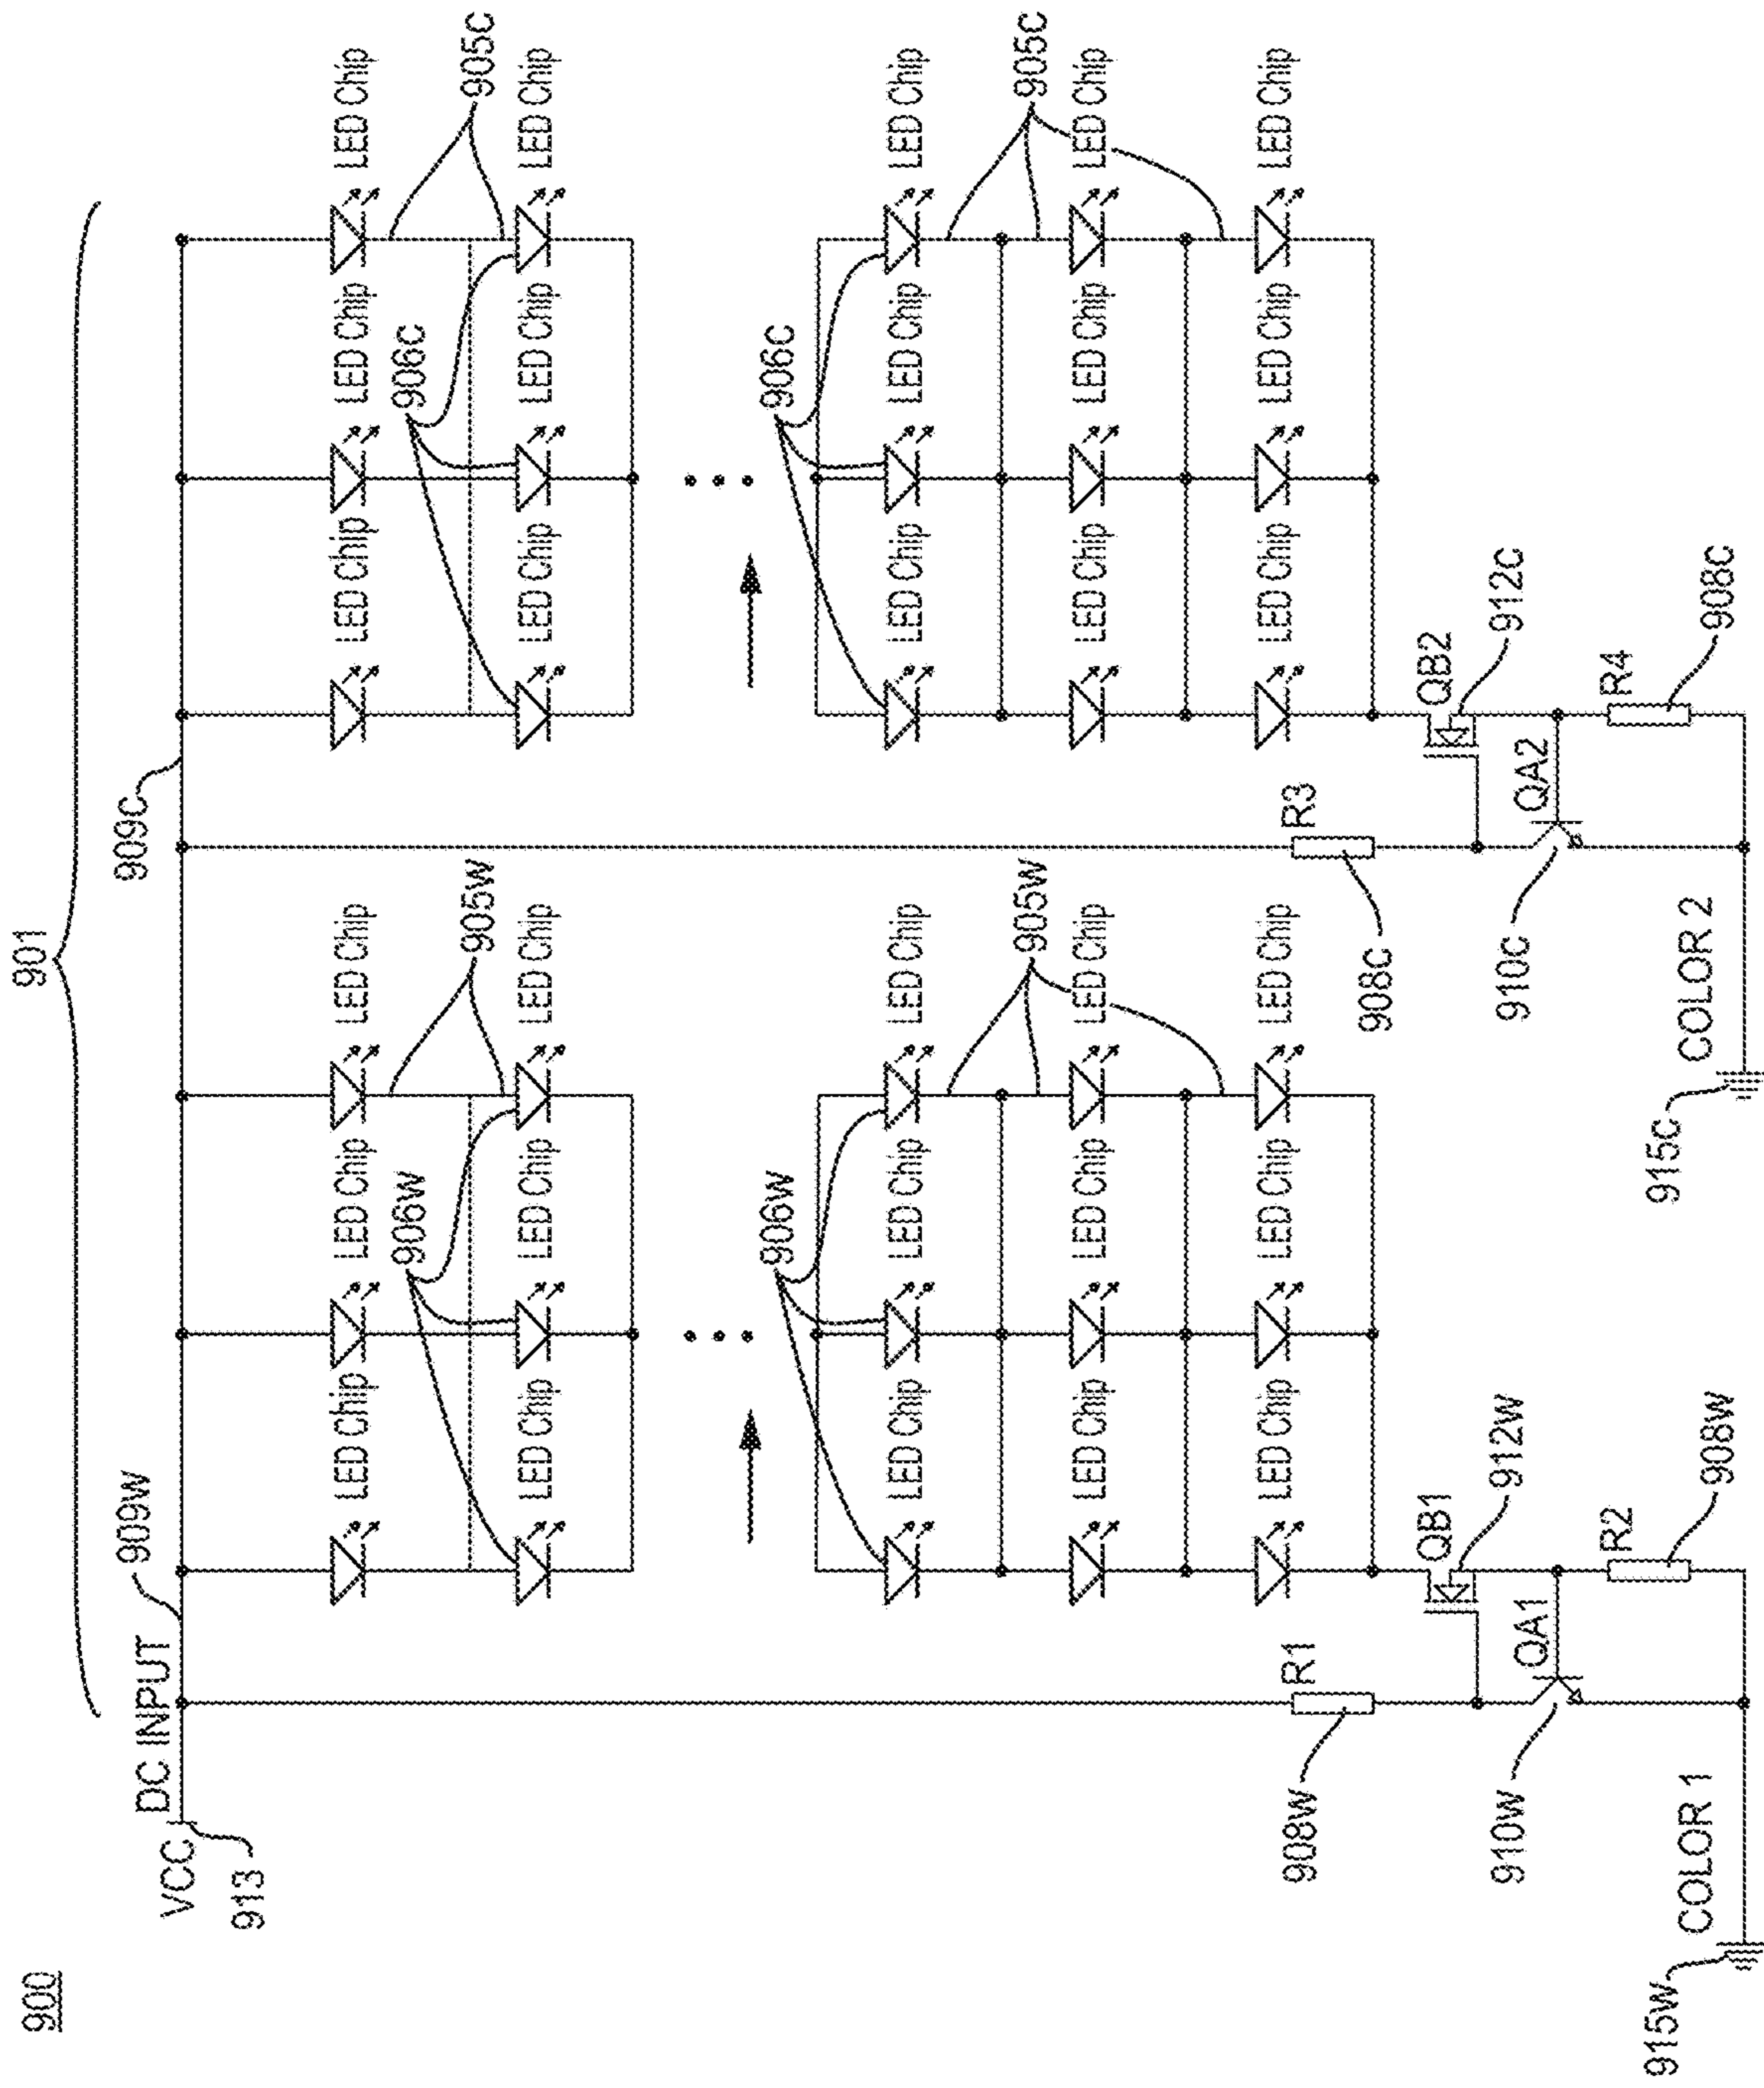 900
901
DC INPUT
909W
909C
VCC
913
LED Chip LED Chip LED Chip LED Chip LED Chip LED Chip
906W
906C
905W
905C
LED Chip LED Chip LED Chip LED Chip LED Chip LED Chip
906W
906C
LED Chip LED Chip LED Chip LED Chip LED Chip LED Chip
905W
905C
LED Chip LED Chip LED Chip LED Chip LED Chip LED Chip
LED Chip LED Chip LED Chip LED Chip LED Chip LED Chip
908W
R1
R3
908C
QB1
QB2
910W
912W
910C
912C
QA1
QA2
R2
R4
915W
915C
COLOR 1
COLOR 2
908W
908C